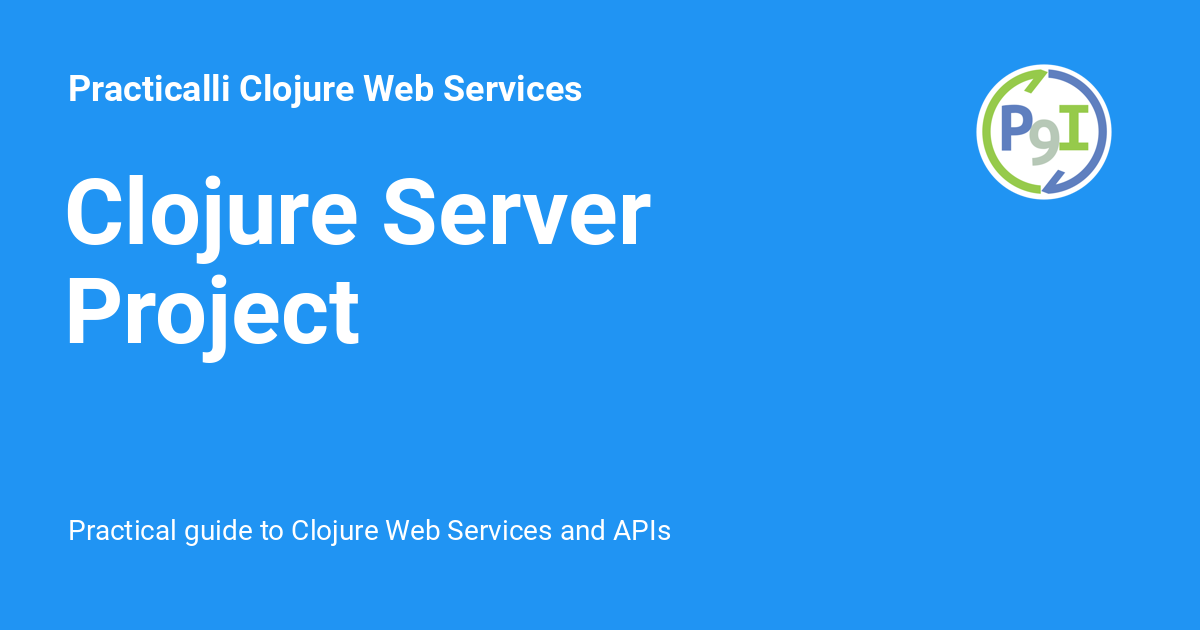 Practicalli Clojure Web Services
P9I
Clojure Server
Project
Practical guide to Clojure Web Services and APIs